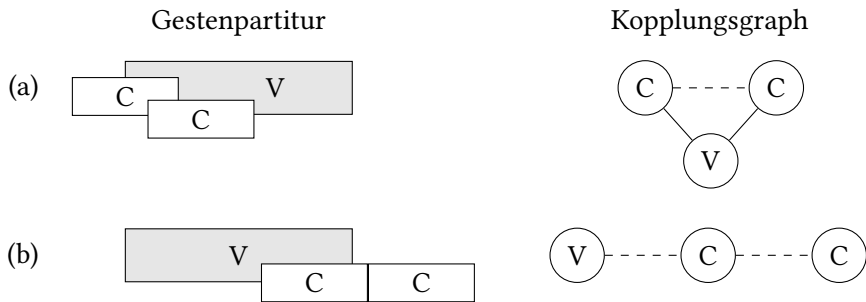 Gestenpartitur Kopplungsgraph
(a) V C C C C V
(b) V C C V C C